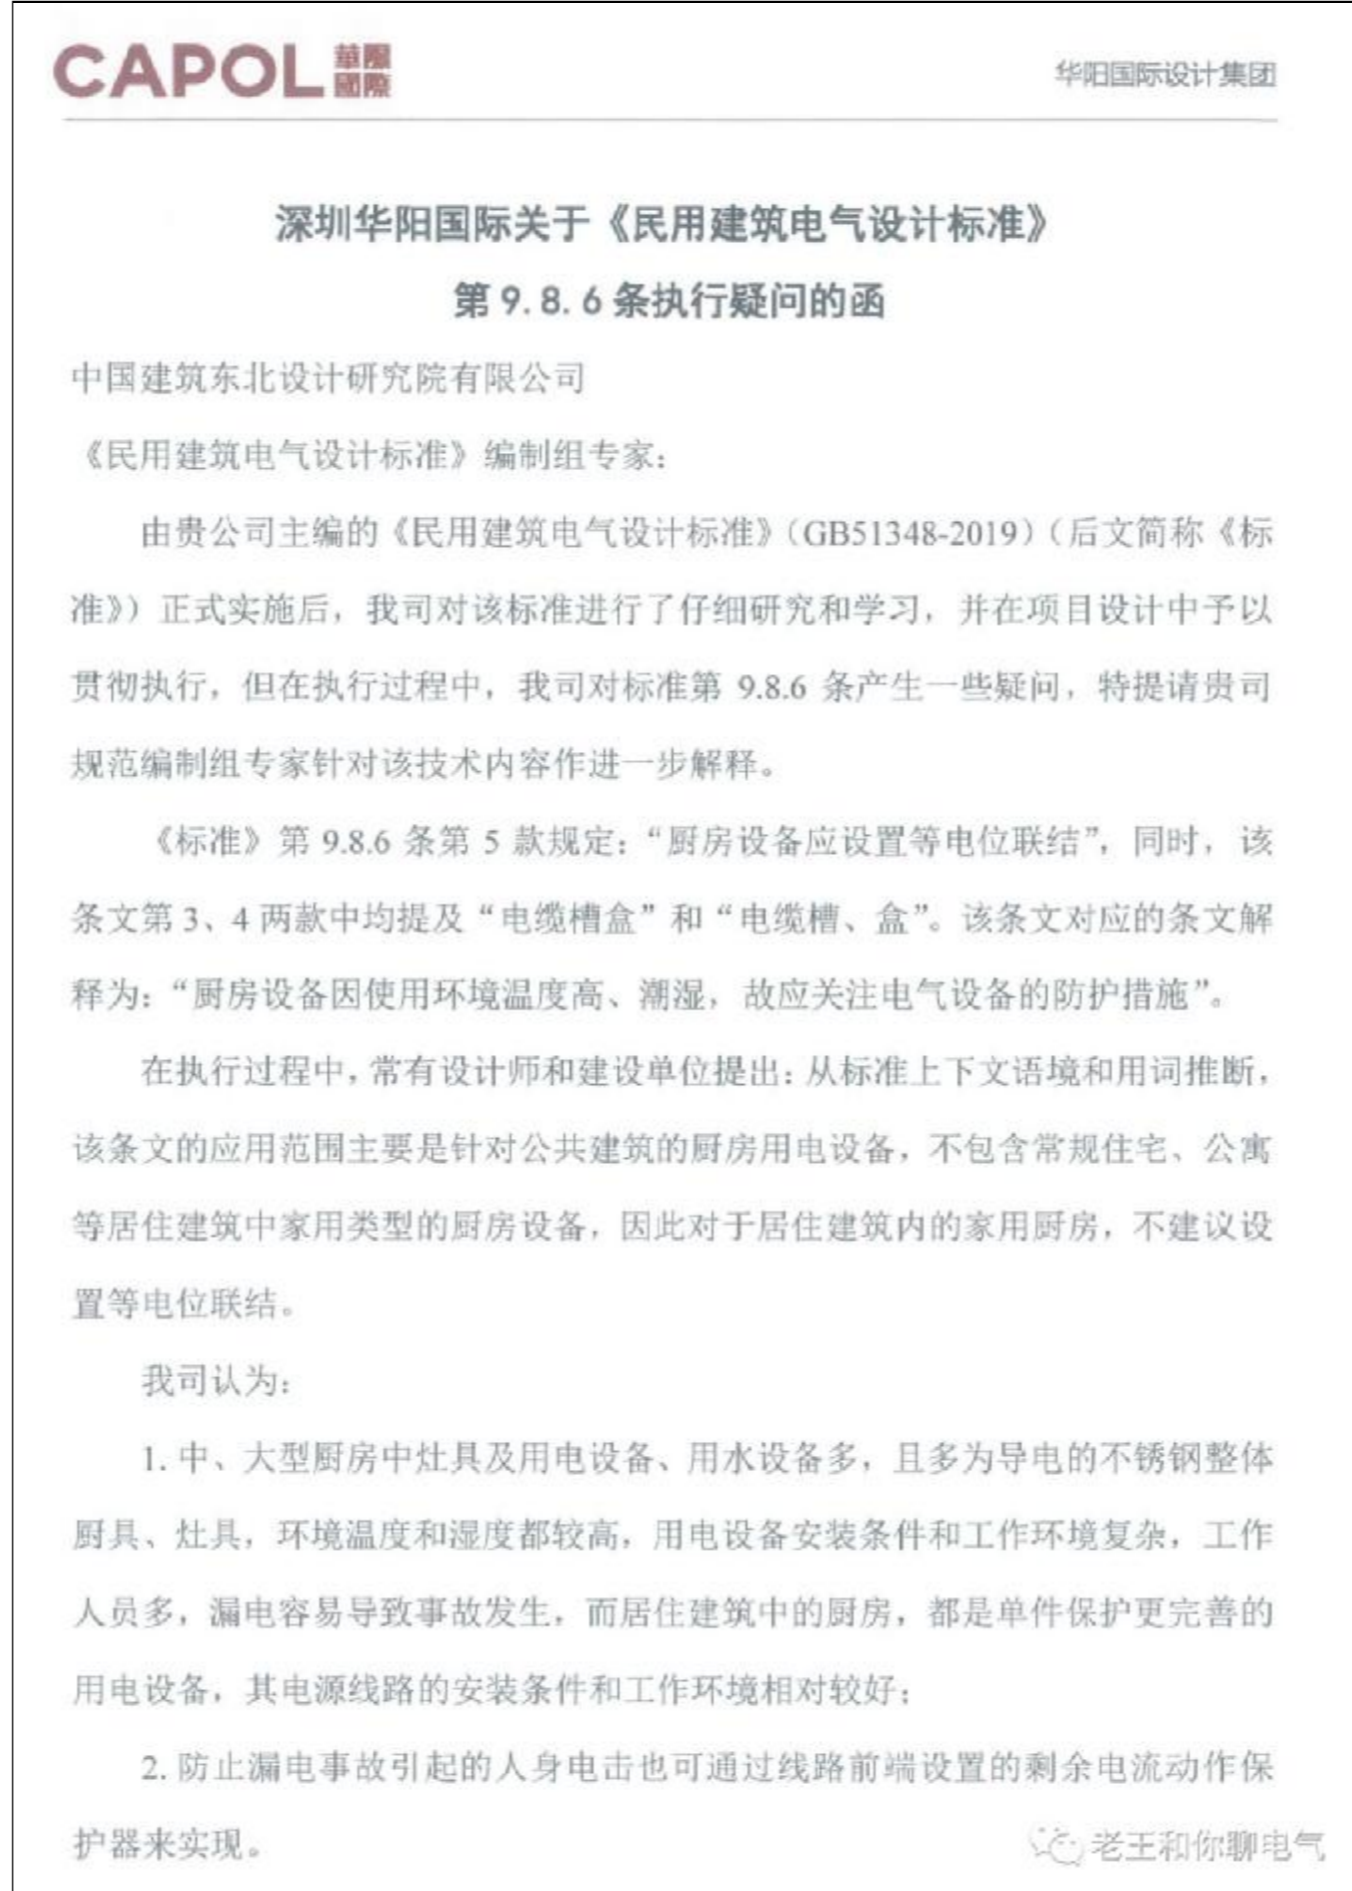 CAPOL 華陽國際
华阳国际设计集团
深圳华阳国际关于《民用建筑电气设计标准》
第 9.8.6 条执行疑问的函
中国建筑东北设计研究院有限公司
《民用建筑电气设计标准》编制组专家：
由贵公司主编的《民用建筑电气设计标准》（GB51348-2019）（后文简称《标
准》）正式实施后，我司对该标准进行了仔细研究和学习，并在项目设计中予以
贯彻执行，但在执行过程中，我司对标准第 9.8.6 条产生一些疑问，特提请贵司
规范编制组专家针对该技术内容作进一步解释。
《标准》第 9.8.6 条第 5 款规定：“厨房设备应设置等电位联结”，同时，该
条文第 3、4 两款中均提及“电缆槽盒”和“电缆槽、盒”。该条文对应的条文解
释为：“厨房设备因使用环境温度高、潮湿，故应关注电气设备的防护措施”。
在执行过程中，常有设计师和建设单位提出：从标准上下文语境和用词推断，
该条文的应用范围主要是针对公共建筑的厨房用电设备，不包含常规住宅、公寓
等居住建筑中家用类型的厨房设备，因此对于居住建筑内的家用厨房，不建议设
置等电位联结。
我司认为：
1. 中、大型厨房中灶具及用电设备、用水设备多，且多为导电的不锈钢整体
厨具、灶具，环境温度和湿度都较高，用电设备安装条件和工作环境复杂，工作
人员多，漏电容易导致事故发生，而居住建筑中的厨房，都是单件保护更完善的
用电设备，其电源线路的安装条件和工作环境相对较好；
2. 防止漏电事故引起的人身电击也可通过线路前端设置的剩余电流动作保
护器来实现。
老王和你聊电气